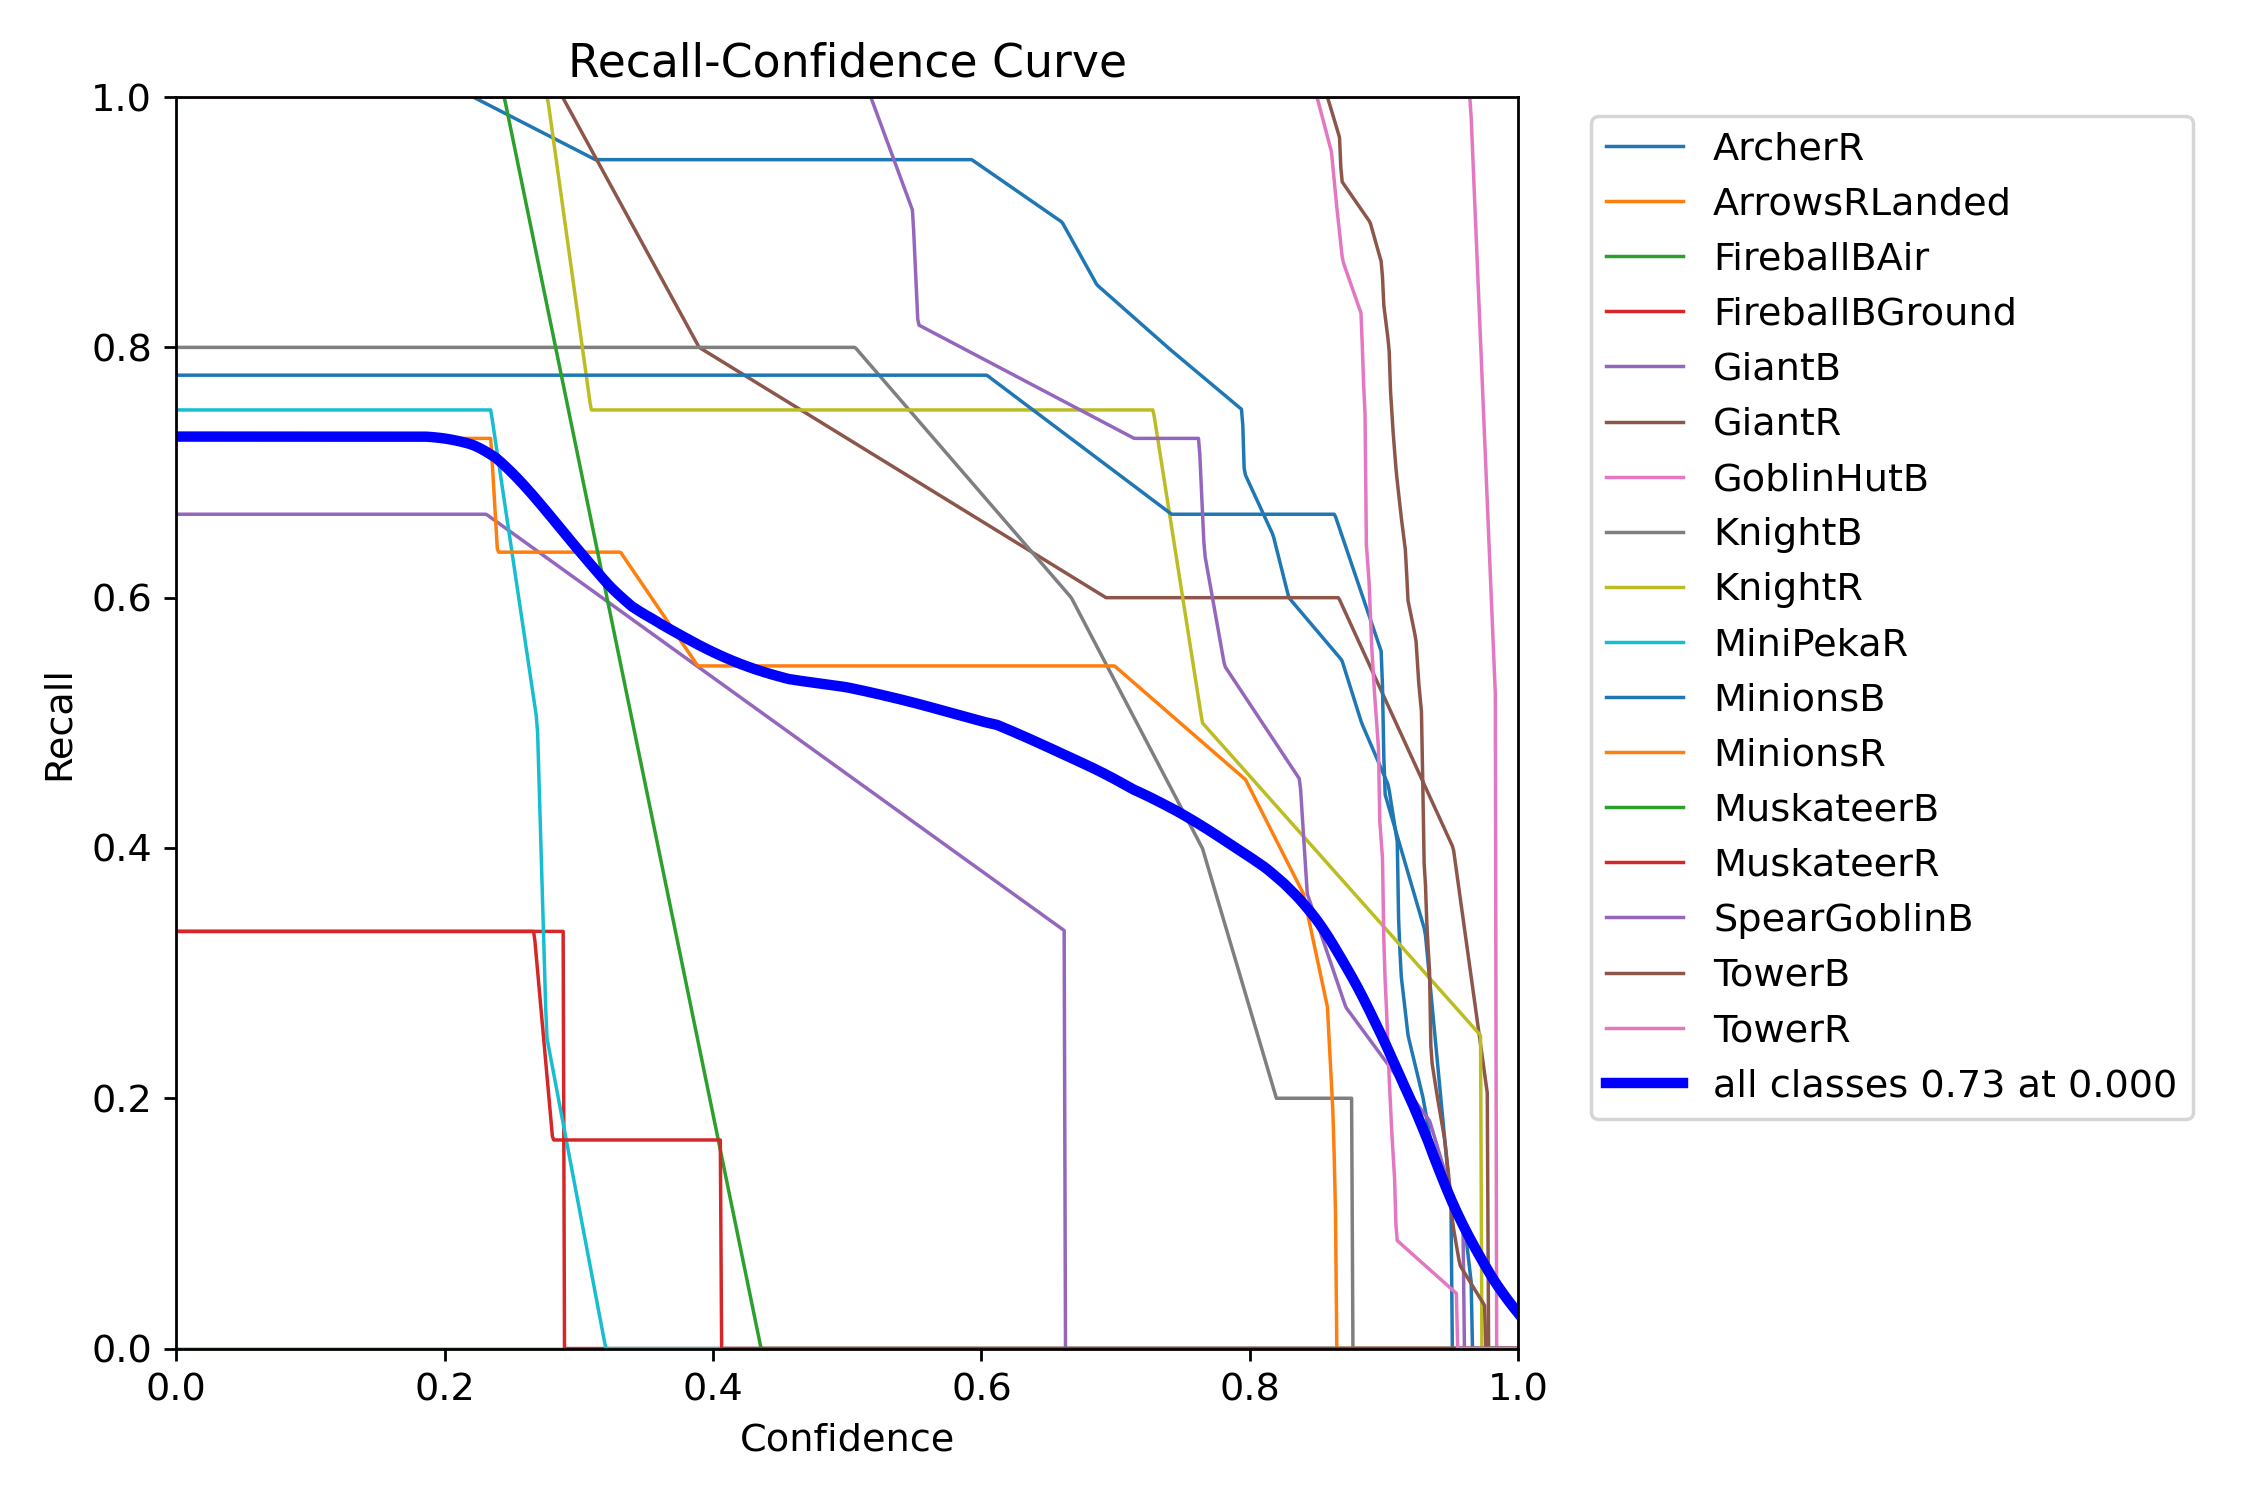 Recall-Confidence Curve
1.0
0.8
0.6
0.4
0.2
0.0
Recall
0.0 0.2 0.4 0.6 0.8 1.0
Confidence
ArcherR
ArrowsRLanded
FireballBAir
FireballBGround
GiantB
GiantR
GoblinHutB
KnightB
KnightR
MiniPekaR
MinionsB
MinionsR
MuskateerB
MuskateerR
SpearGoblinB
TowerB
TowerR
all classes 0.73 at 0.000